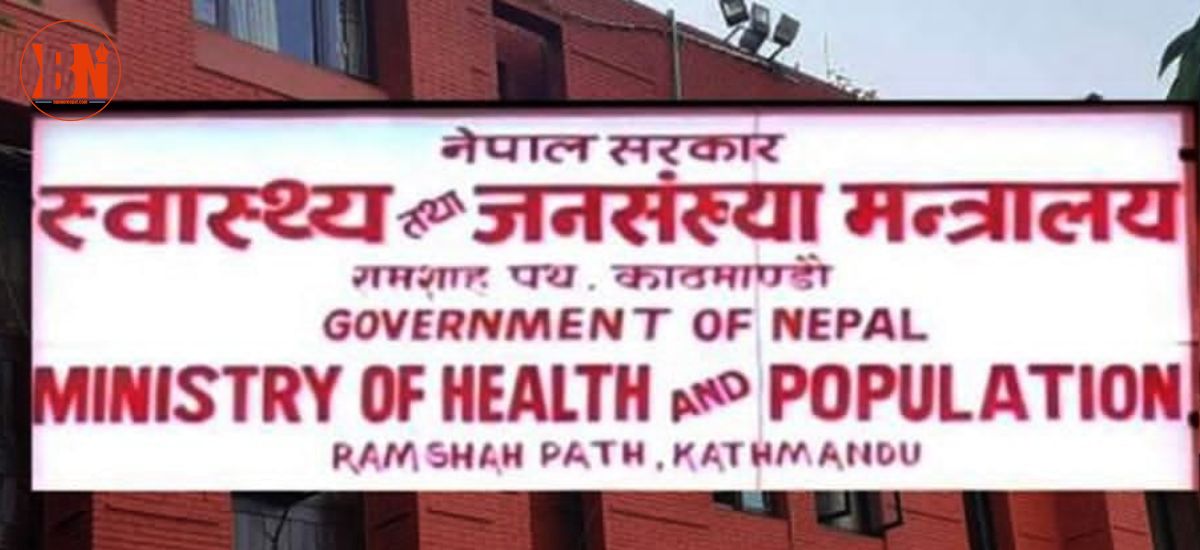 BN
नेपाल सरकार
स्वास्थ्य तथा जनसंख्या मन्त्रालय
रामशाह पथ . काठमाण्डौ
GOVERNMENT OF NEPAL
MINISTRY OF HEALTH AND POPULATION
RAMSHAH PATH, KATHMANDU